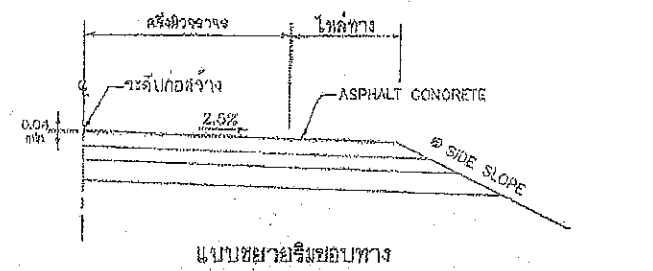 ครึ่งผิวจราจร
ไหล่ทาง
ระดับก่อสร้าง
ASPHALT CONCRETE
2.5%
SIDE SLOPE
แบบขยายริมขอบทาง